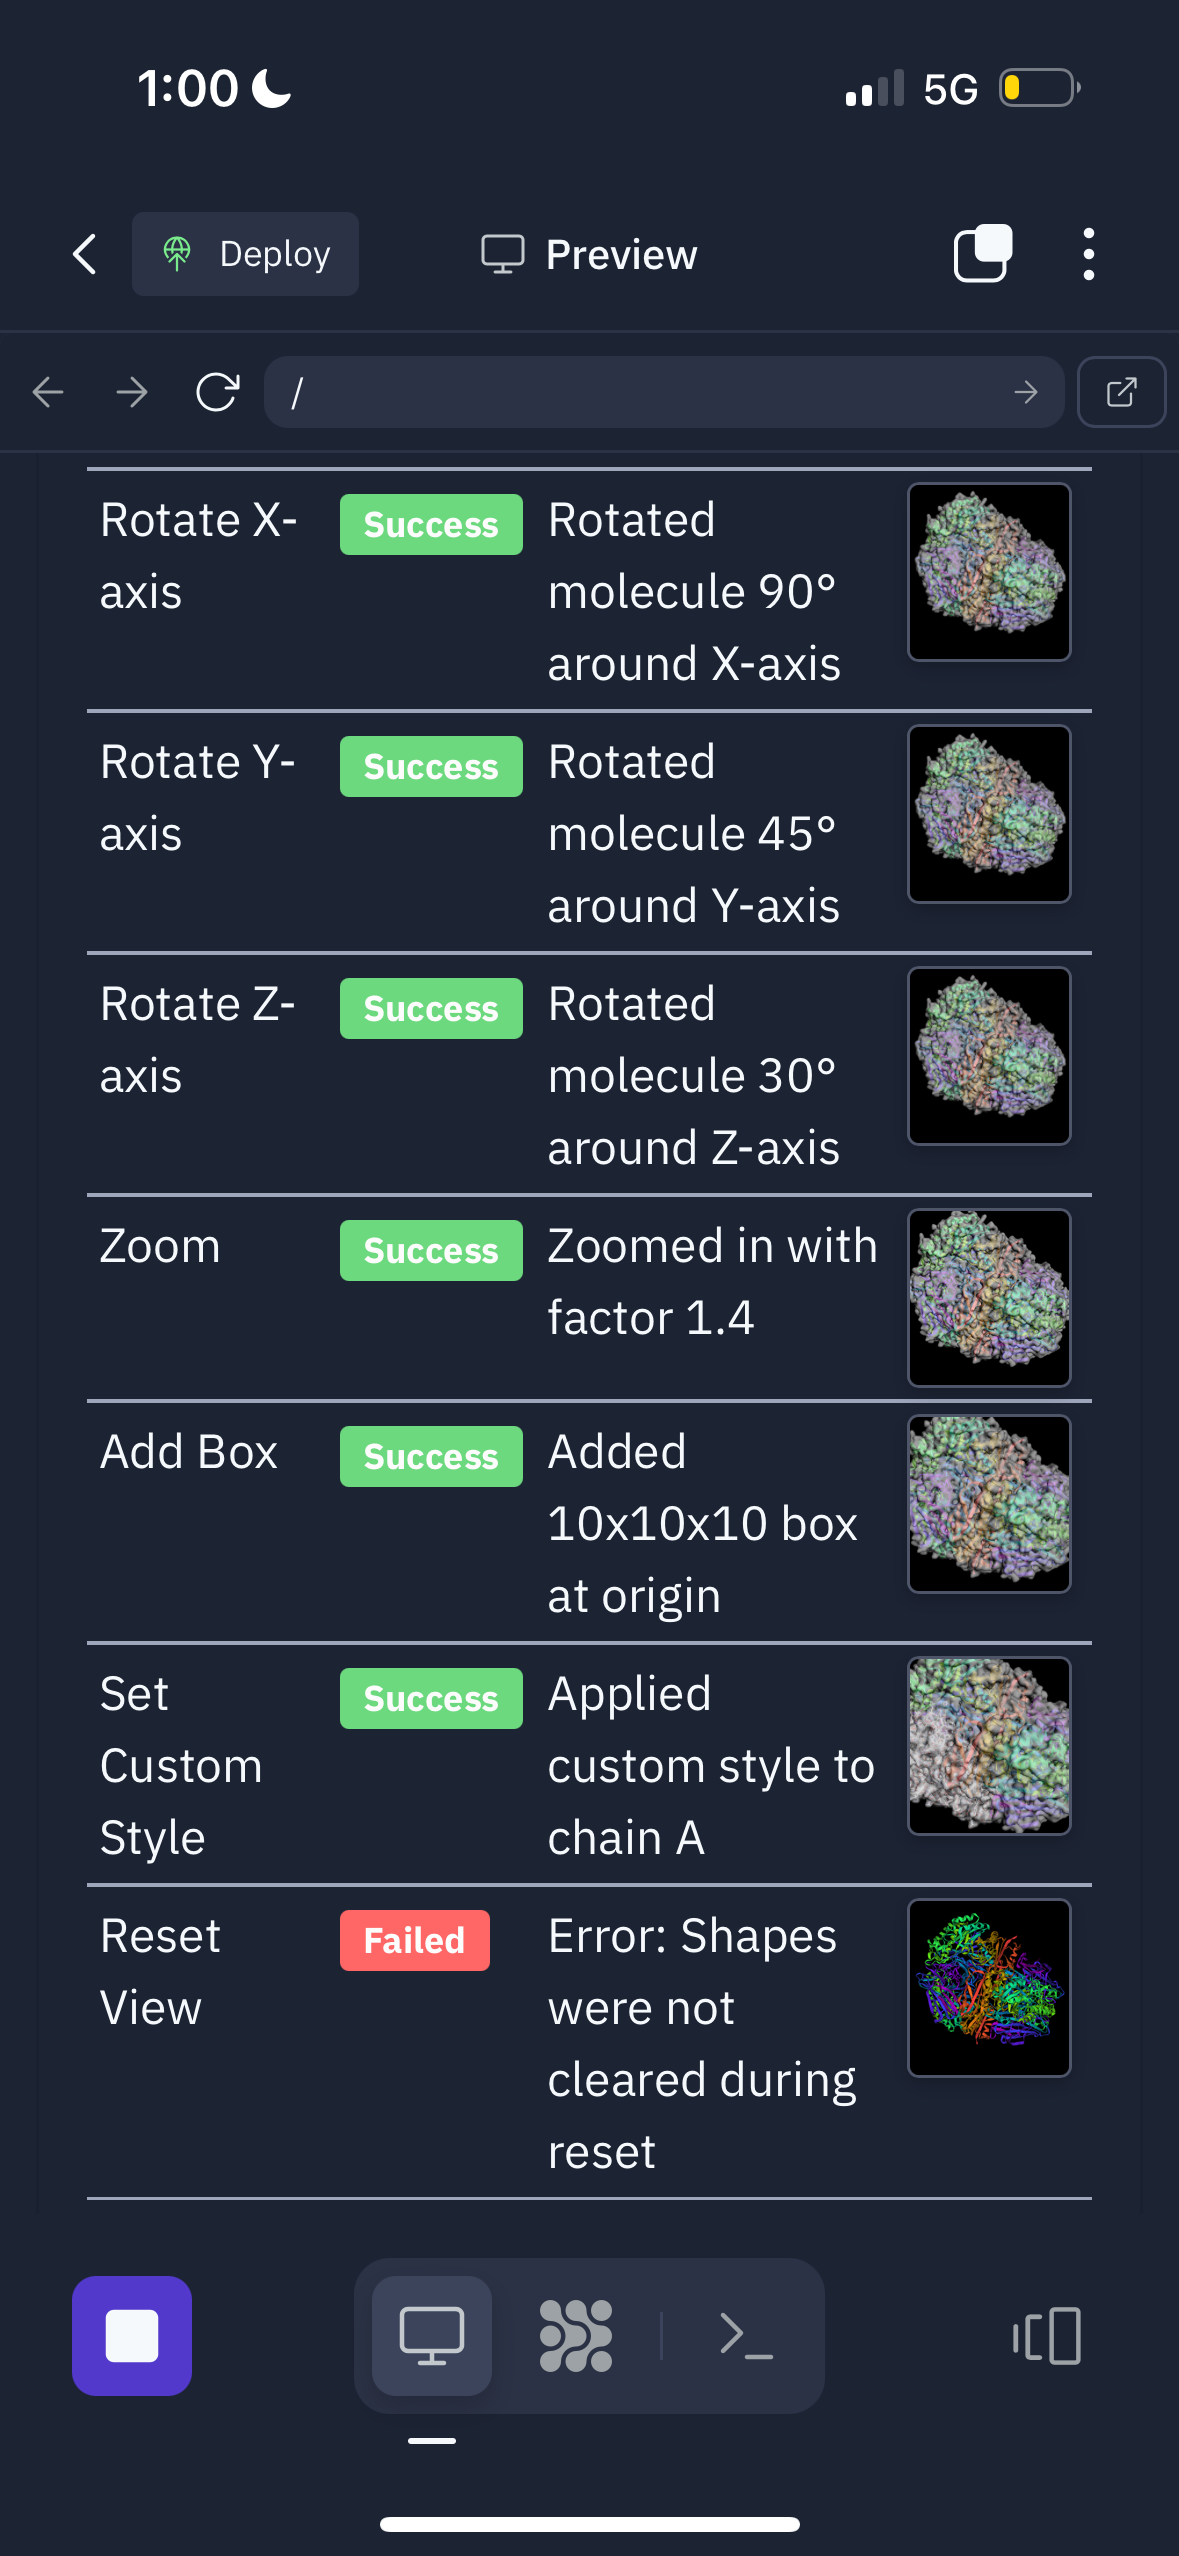 1:00
5G
Deploy
Preview
/
Rotate X-
axis
Success
Rotated
molecule 90°
around X-axis
Rotate Y-
axis
Success
Rotated
molecule 45°
around Y-axis
Rotate Z-
axis
Success
Rotated
molecule 30°
around Z-axis
Zoom
Success
Zoomed in with
factor 1.4
Add Box
Success
Added
10x10x10 box
at origin
Set
Custom
Style
Success
Applied
custom style to
chain A
Reset
View
Failed
Error: Shapes
were not
cleared during
reset